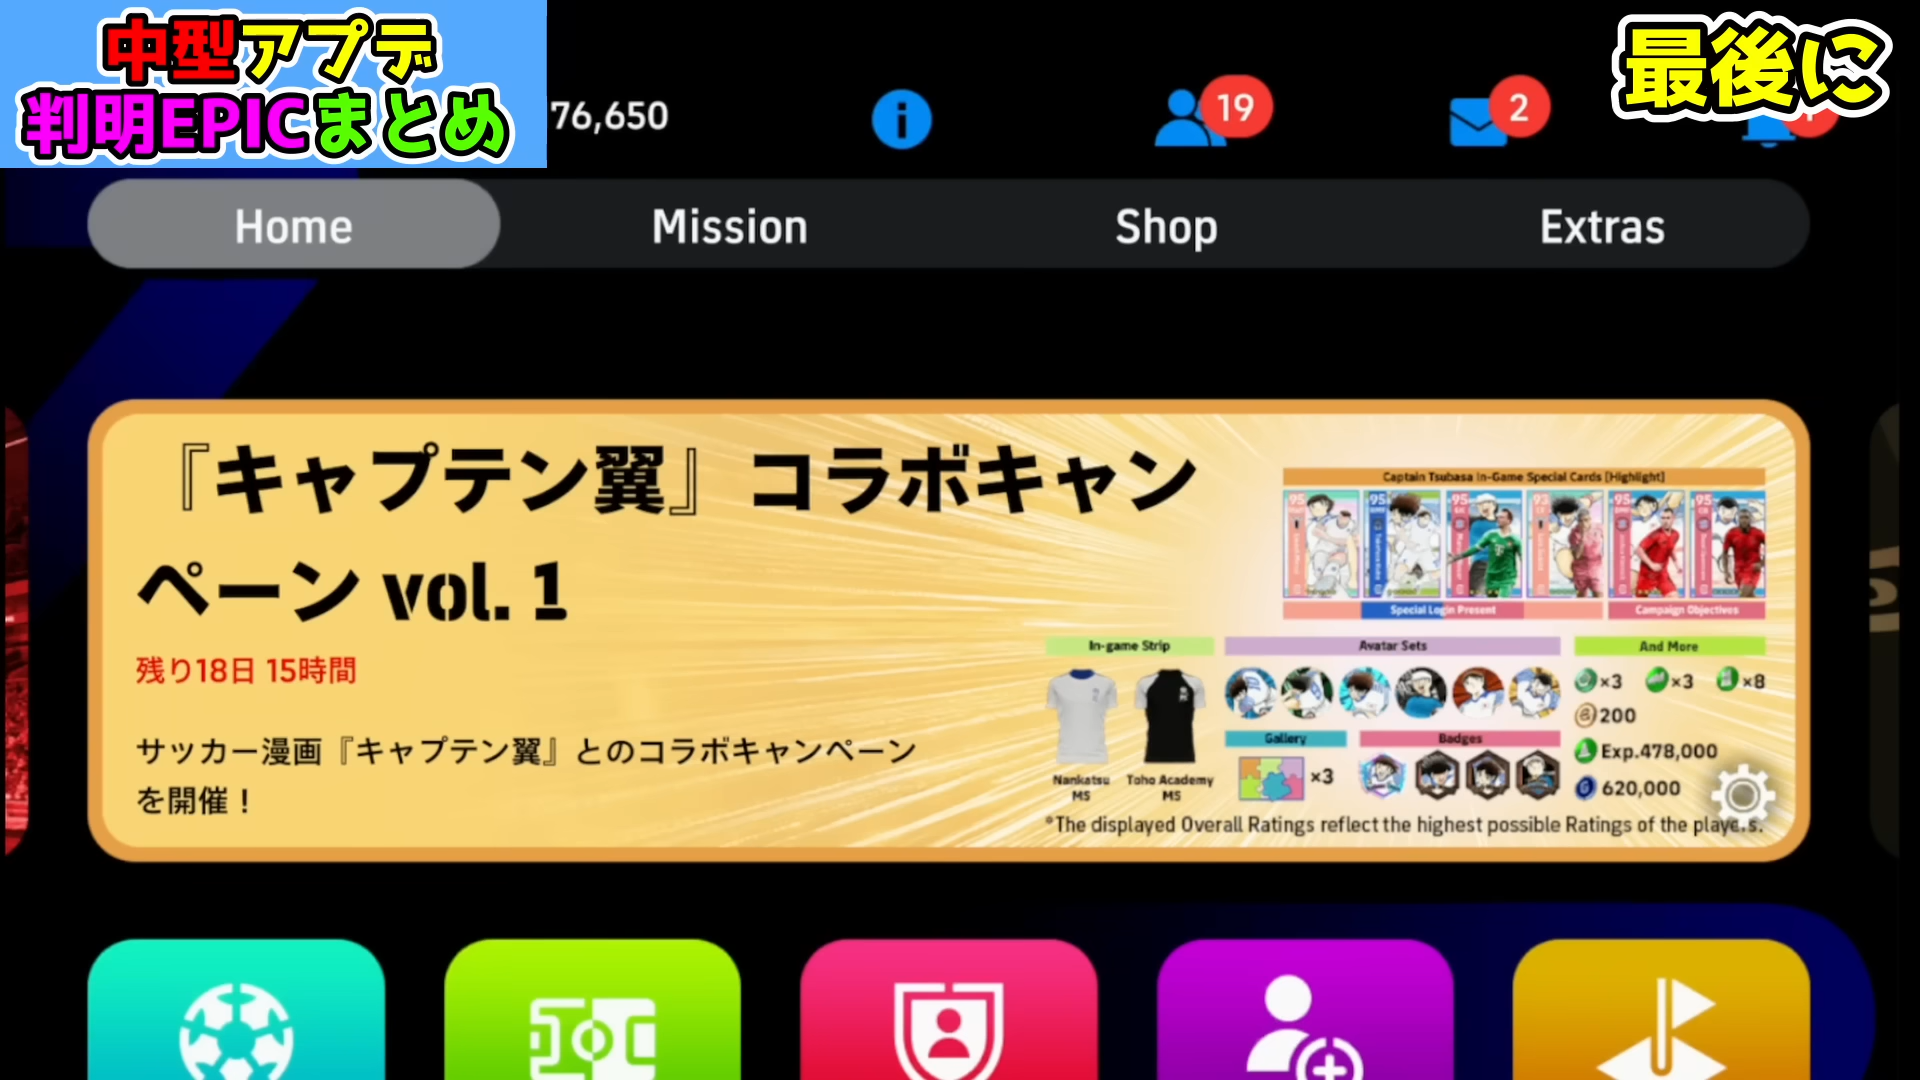 中型アプデ
判明EPICまとめ
最後に
76,650
19
2
Home
Mission
Shop
Extras
『キャプテン翼』コラボキャン
ペーン vol. 1
残り18日 15時間
サッカー漫画『キャプテン翼』とのコラボキャンペーン
を開催！
Captain Tsubasa In-Game Special Cards [Highlight]
95
95
95
93
95
95
Special Login Present
Campaign Objectives
In-game Strip
Avatar Sets
And More
Nankatsu
MS
Toho Academy
MS
Gallery
×3
Badges
×3
×3
×8
200
Exp.478,000
620,000
*The displayed Overall Ratings reflect the highest possible Ratings of the players.